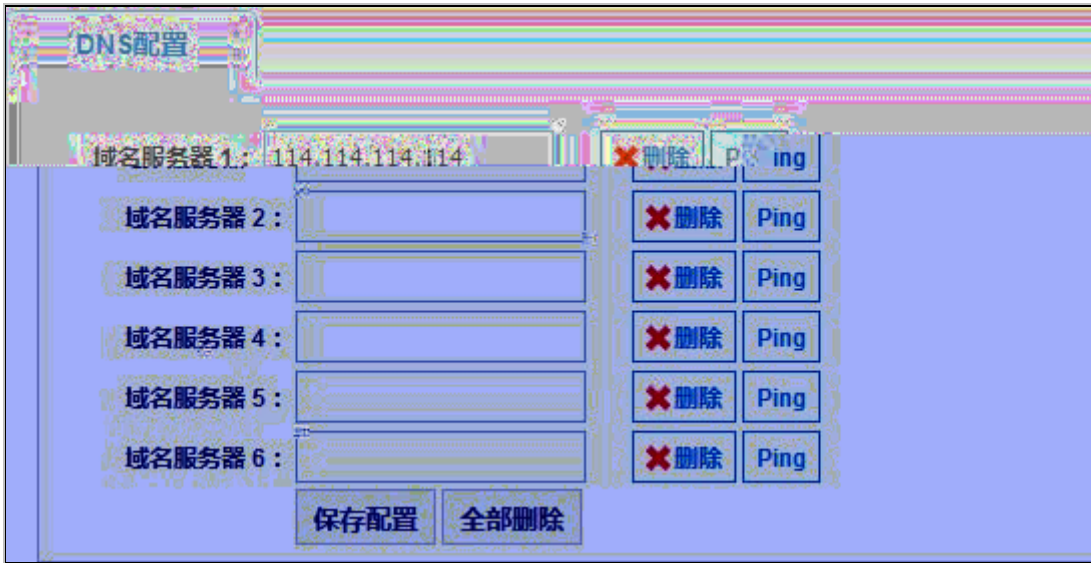 DNS配置
域名服务器 1： 114.114.114.114 删除 Ping
域名服务器 2： 删除 Ping
域名服务器 3： 删除 Ping
域名服务器 4： 删除 Ping
域名服务器 5： 删除 Ping
域名服务器 6： 删除 Ping
保存配置 全部删除